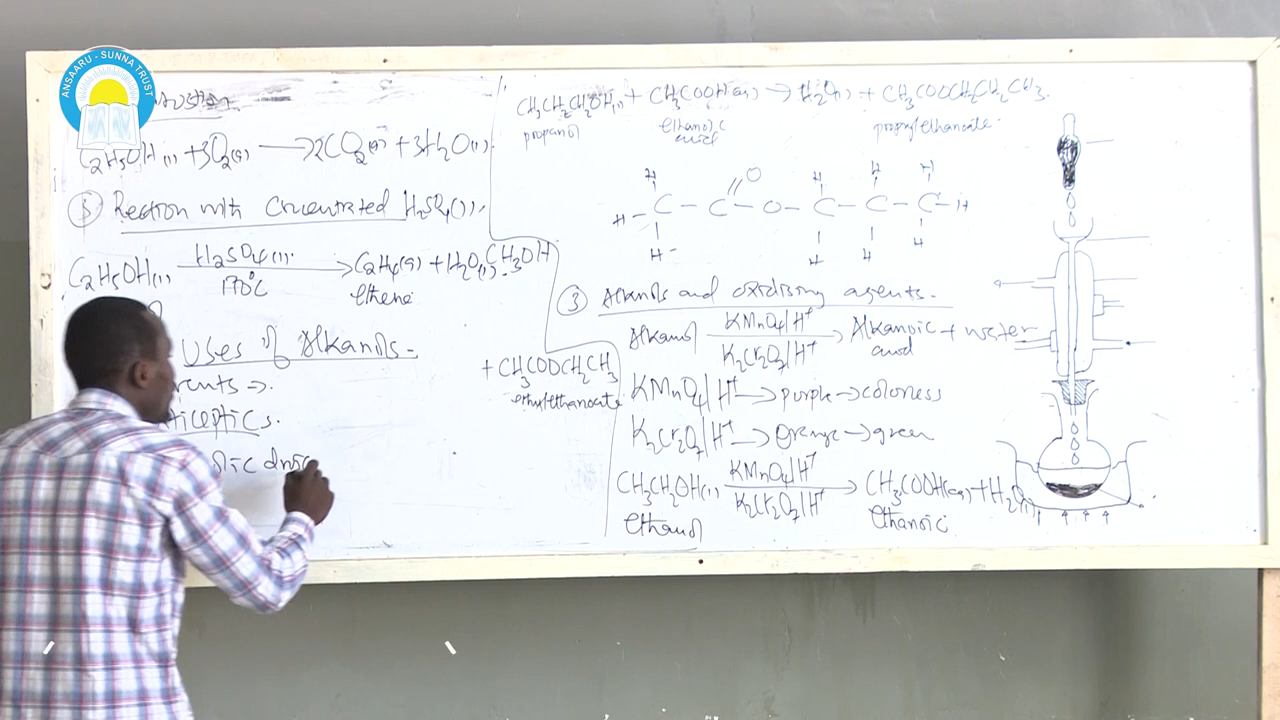 ANSAARU - SUNNA TRUST
C2H5OH(l) + 3O2(g) → 2CO2(g) + 3H2O(l)
Reaction with Concentrated H2SO4(l).
C2H5OH(l) H2SO4(l) 170°C → C2H4(g) + H2O(l)
ethene
CH3OH
Uses of Alkanols
+ CH3COOCH2CH3
ethylethanoate
CH3CH2CH2OH(l) + CH3COOH(aq) → H2O(l) + CH3COOCH2CH2CH3.
propanol ethanoic acid propylethanoate
H H H H
O
H - C - C - O - C - C - C - H
H H H H
3 Alkanols and oxidising agents.
Alkanol KMnO4/H+ K2Cr2O7/H+ → Alkanoic acid + water
KMnO4/H+ → purple → colorless
K2Cr2O7/H+ → Orange → green
CH3CH2OH(l) KMnO4/H+ K2Cr2O7/H+ → CH3COOH(aq) + H2O(l)
ethanol ethanoic